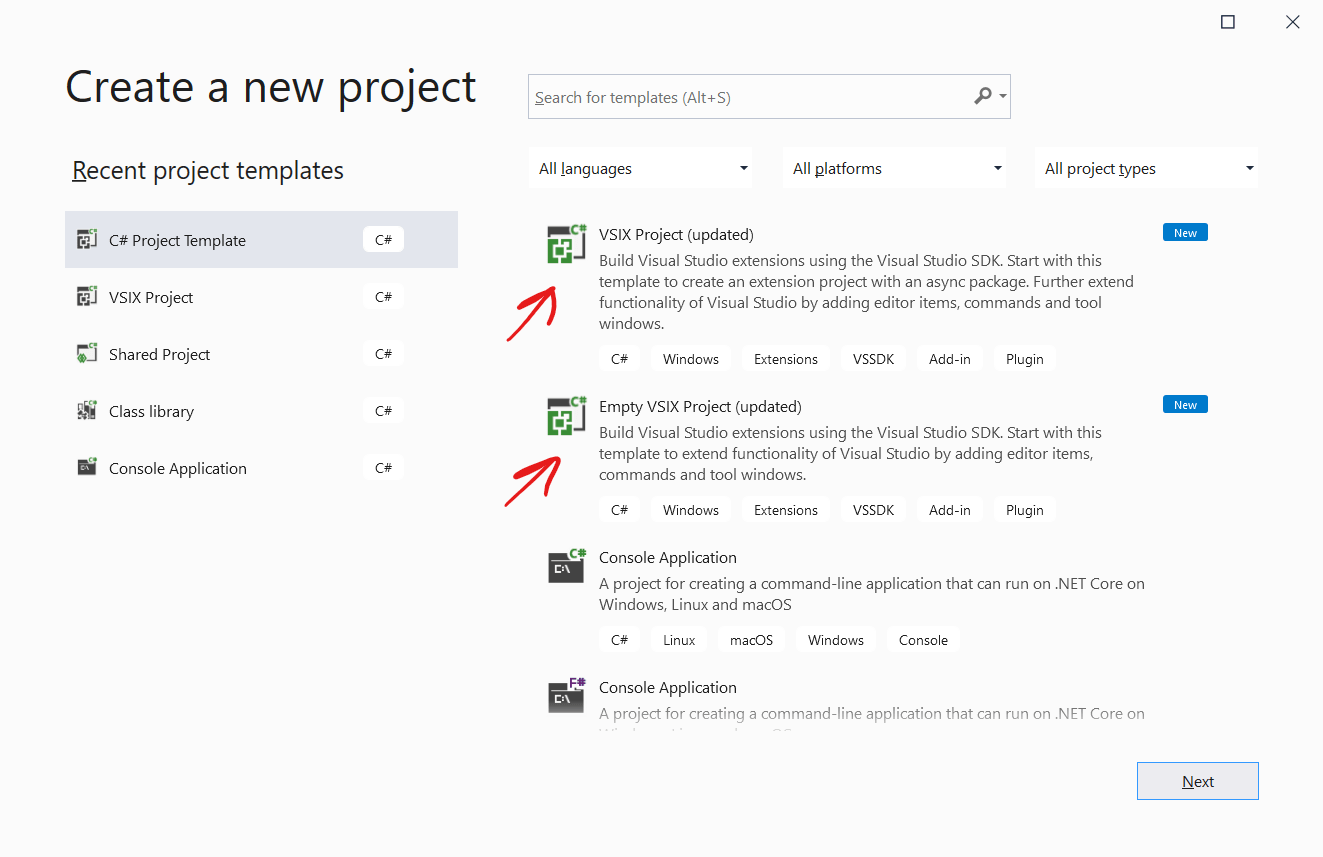 Create a new project
Search for templates (Alt+S)
Recent project templates
All languages
All platforms
All project types
C# Project Template
C#
VSIX Project
C#
Shared Project
C#
Class library
C#
Console Application
C#
C#
VSIX Project (updated)
New
Build Visual Studio extensions using the Visual Studio SDK. Start with this
template to create an extension project with an async package. Further extend
functionality of Visual Studio by adding editor items, commands and tool
windows.
C#
Windows
Extensions
VSSDK
Add-in
Plugin
C#
Empty VSIX Project (updated)
New
Build Visual Studio extensions using the Visual Studio SDK. Start with this
template to extend functionality of Visual Studio by adding editor items,
commands and tool windows.
C#
Windows
Extensions
VSSDK
Add-in
Plugin
C#
C:\
Console Application
A project for creating a command-line application that can run on .NET Core on
Windows, Linux and macOS
C#
Linux
macOS
Windows
Console
F#
C:\
Console Application
A project for creating a command-line application that can run on .NET Core on
Next